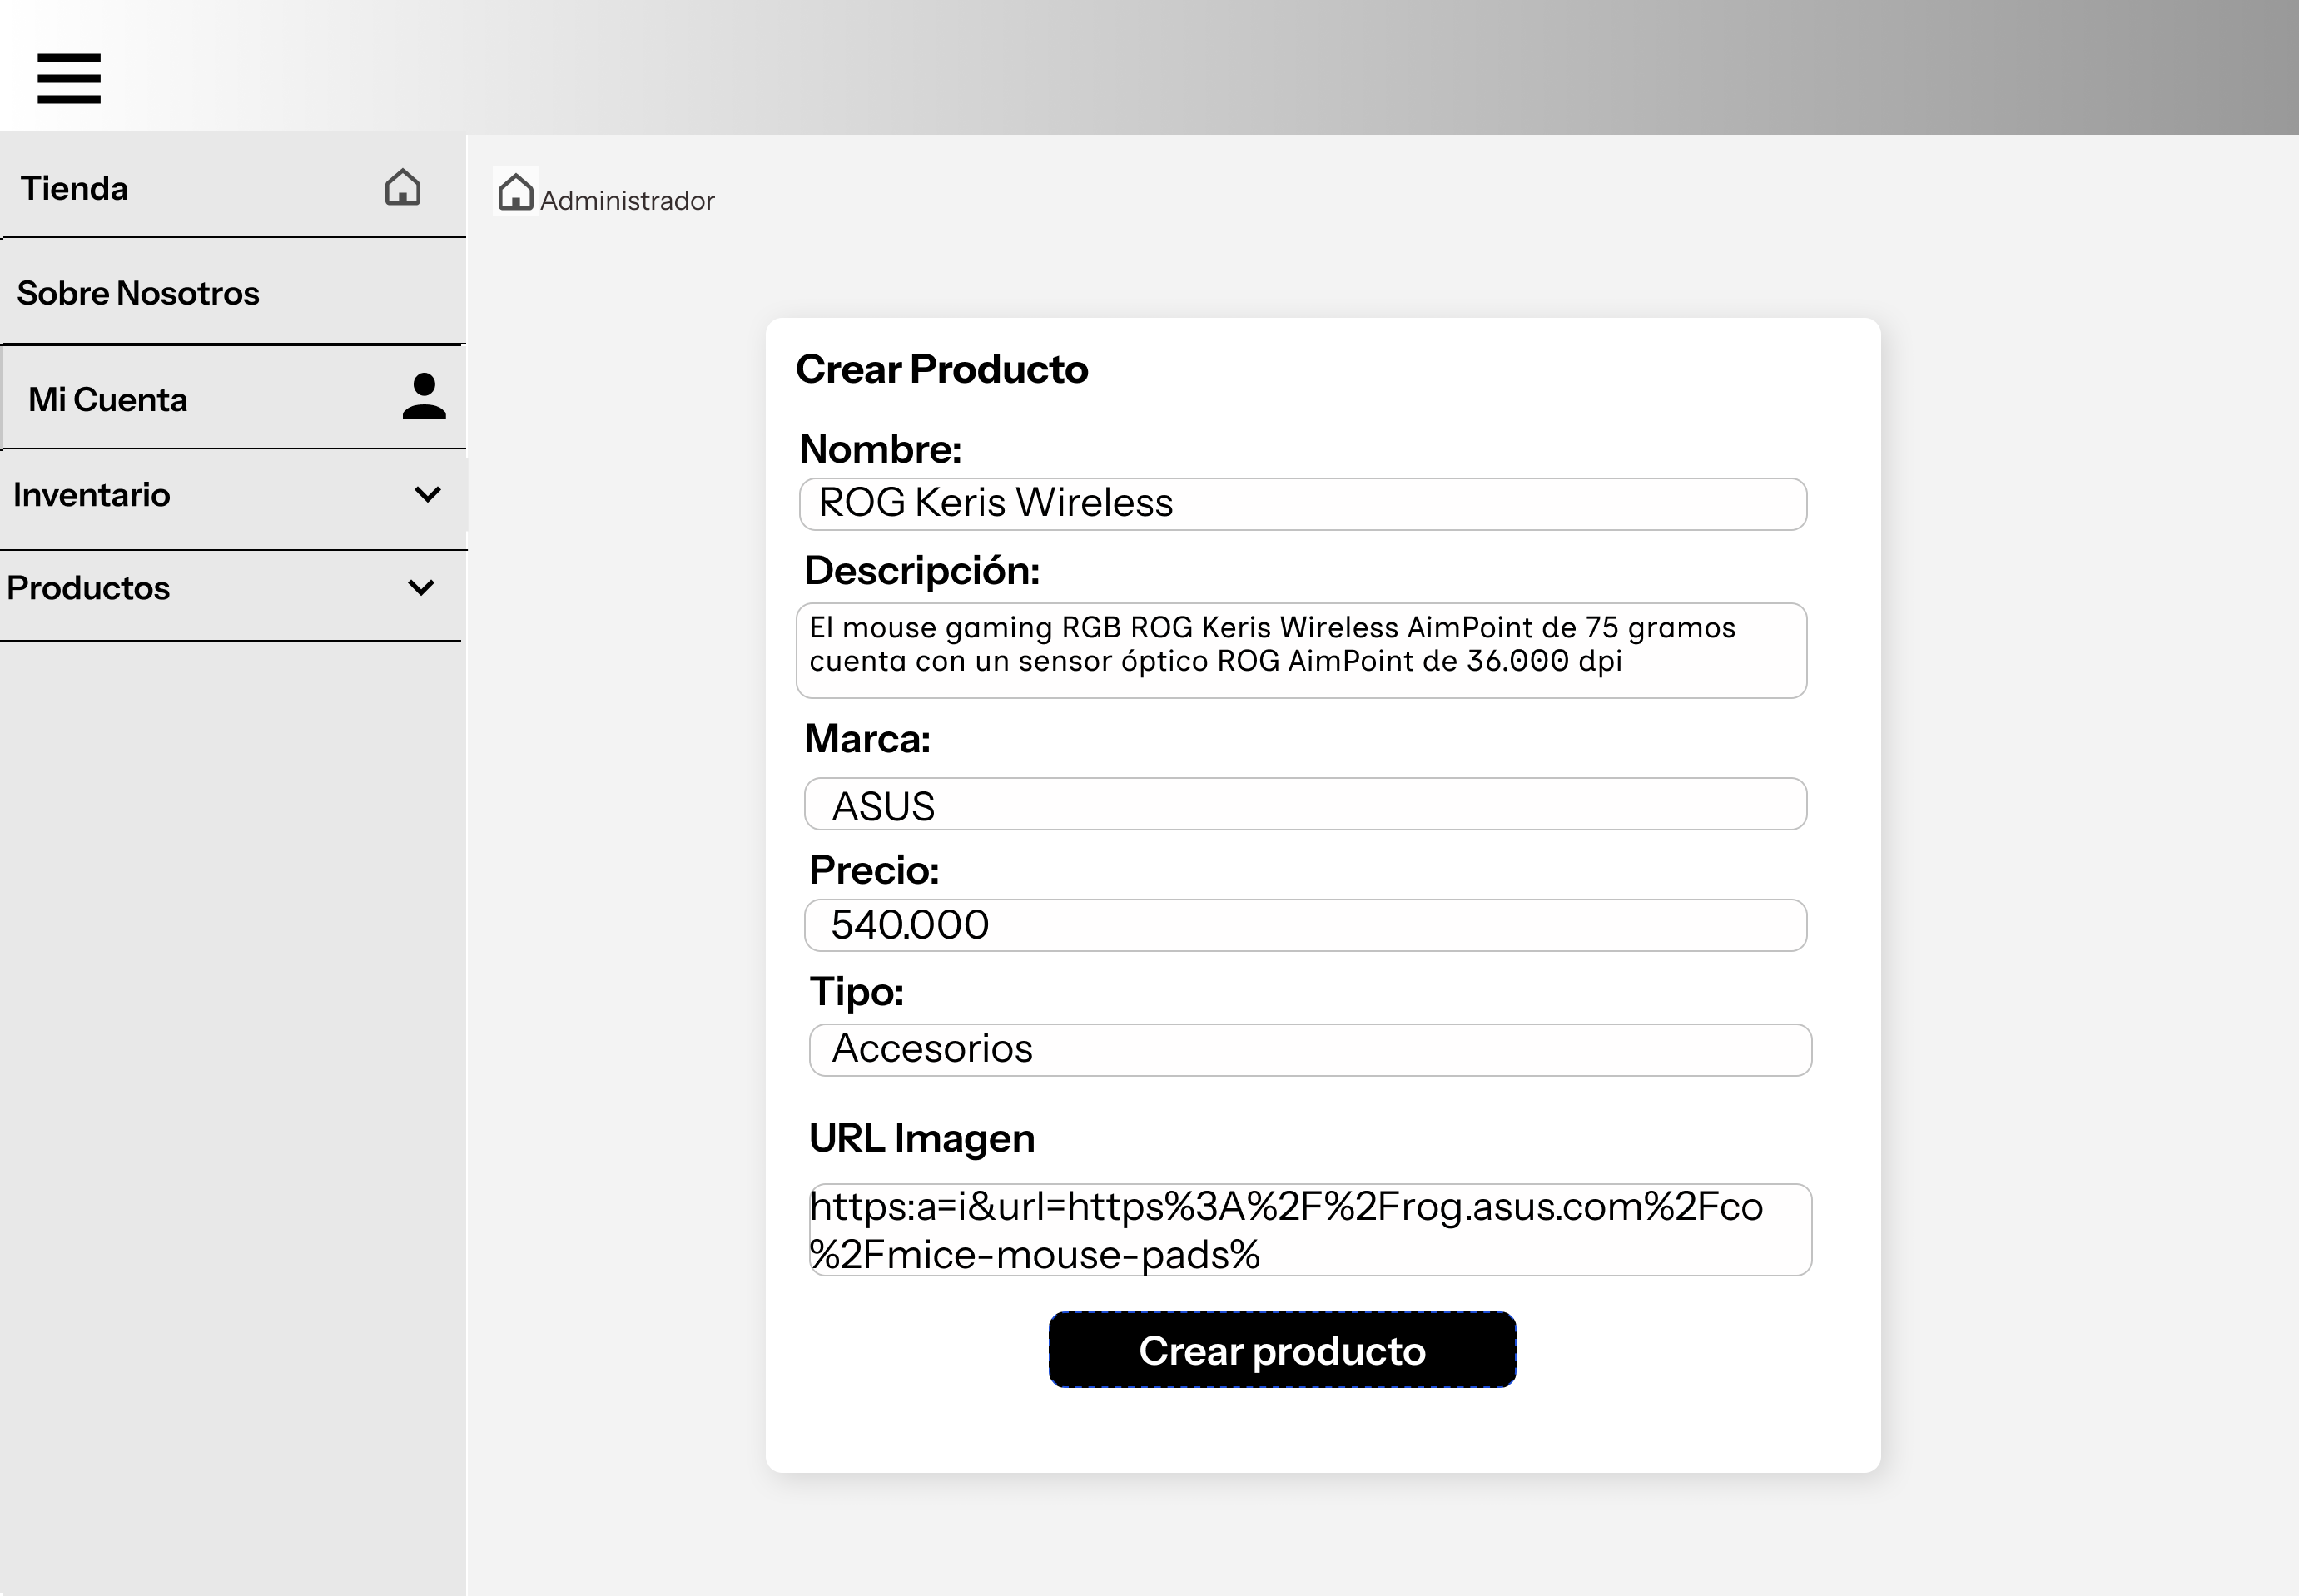 Tienda
Sobre Nosotros
Mi Cuenta
Inventario
Productos
Administrador
Crear Producto
Nombre:
ROG Keris Wireless
Descripción:
El mouse gaming RGB ROG Keris Wireless AimPoint de 75 gramos
cuenta con un sensor óptico ROG AimPoint de 36.000 dpi
Marca:
ASUS
Precio:
540.000
Tipo:
Accesorios
URL Imagen
https:a=i&url=https%3A%2F%2Frog.asus.com%2Fco
%2Fmice-mouse-pads%
Crear producto